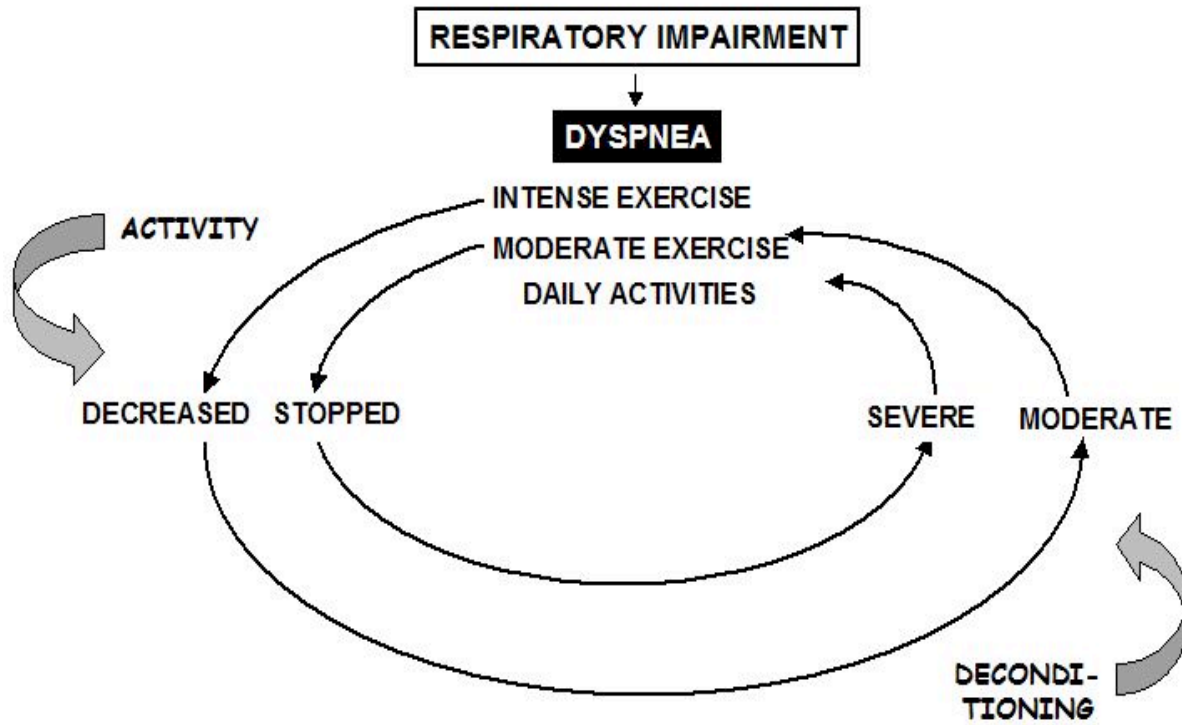 RESPIRATORY IMPAIRMENT
DYSPNEA
INTENSE EXERCISE
ACTIVITY
MODERATE EXERCISE
DAILY ACTIVITIES
DECREASED STOPPED SEVERE MODERATE
DECONDI-
TIONING